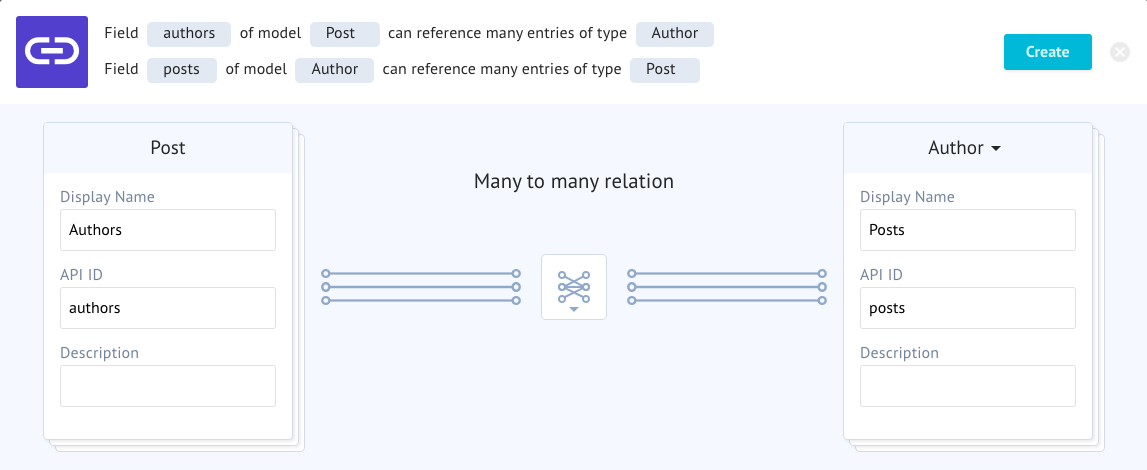 Field authors of model Post can reference many entries of type Author
Field posts of model Author can reference many entries of type Post
Create
Post
Display Name
Authors
API ID
authors
Description
Many to many relation
Author
Display Name
Posts
API ID
posts
Description